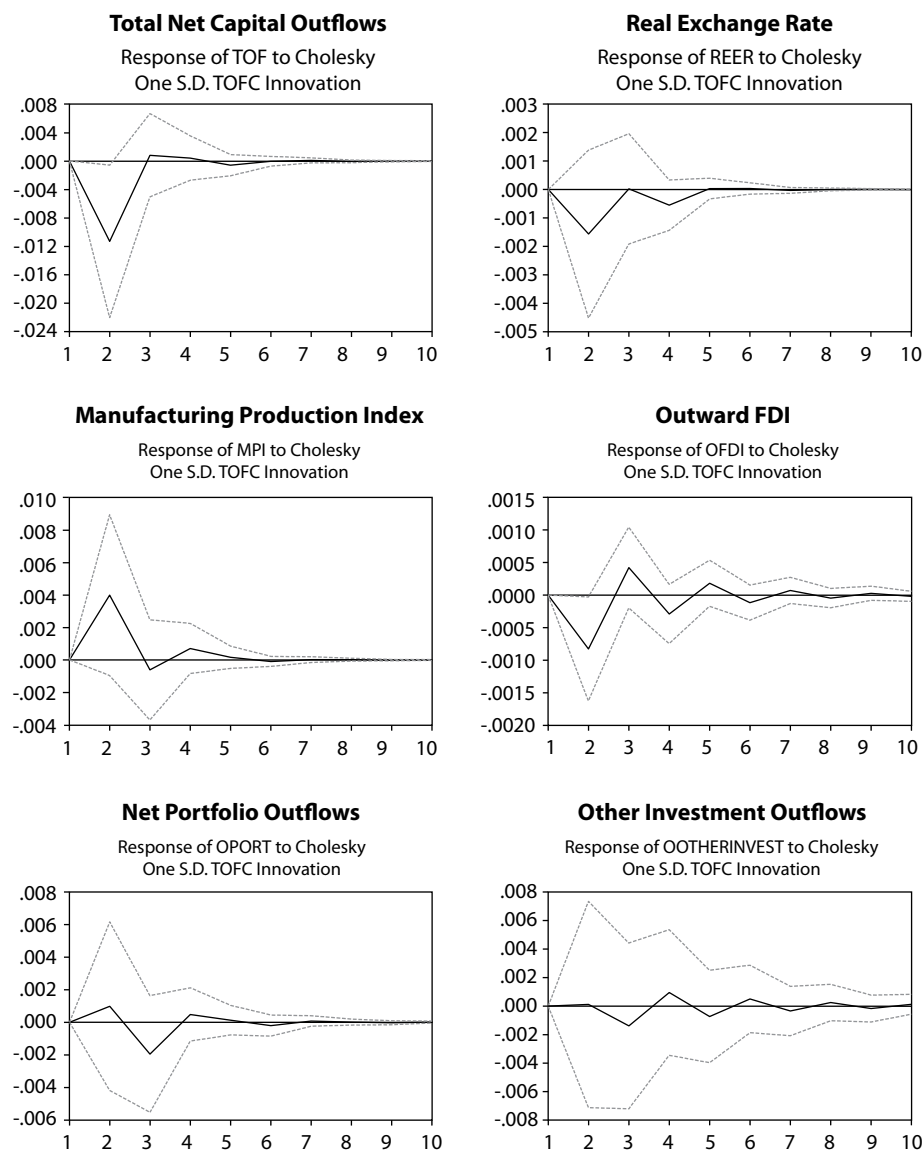 Total Net Capital Outflows
Response of TOF to Cholesky
One S.D. TOFC Innovation
.008
.004
.000
-.004
-.008
-.012
-.016
-.020
-.024
1 2 3 4 5 6 7 8 9 10
Real Exchange Rate
Response of REER to Cholesky
One S.D. TOFC Innovation
.003
.002
.001
.000
-.001
-.002
-.003
-.004
-.005
1 2 3 4 5 6 7 8 9 10
Manufacturing Production Index
Response of MPI to Cholesky
One S.D. TOFC Innovation
.010
.008
.006
.004
.002
.000
-.002
-.004
1 2 3 4 5 6 7 8 9 10
Outward FDI
Response of OFDI to Cholesky
One S.D. TOFC Innovation
.0015
.0010
.0005
.0000
-.0005
-.0010
-.0015
-.0020
1 2 3 4 5 6 7 8 9 10
Net Portfolio Outflows
Response of OPORT to Cholesky
One S.D. TOFC Innovation
.008
.006
.004
.002
.000
-.002
-.004
-.006
1 2 3 4 5 6 7 8 9 10
Other Investment Outflows
Response of OOTHERINVEST to Cholesky
One S.D. TOFC Innovation
.008
.006
.004
.002
.000
-.002
-.004
-.006
-.008
1 2 3 4 5 6 7 8 9 10